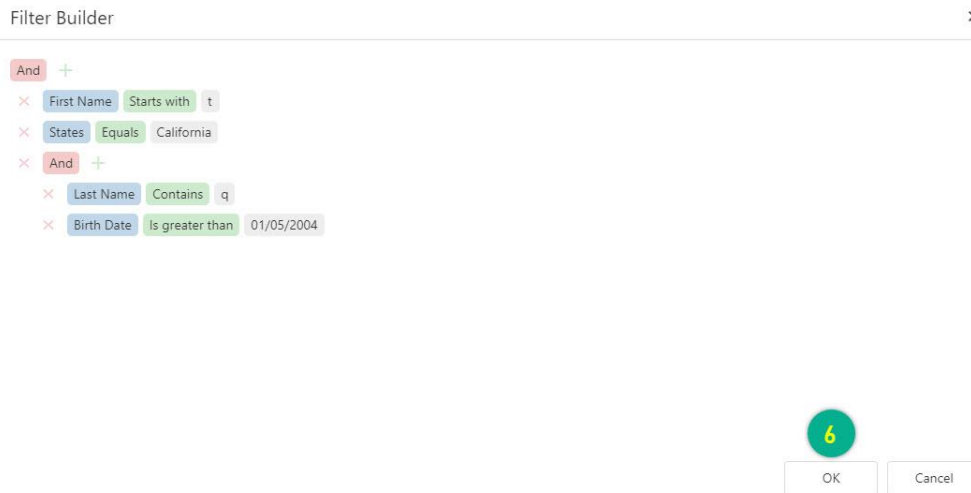 Filter Builder
And
First Name Starts with t
States Equals California
And
Last Name Contains q
Birth Date Is greater than 01/05/2004
6
OK Cancel